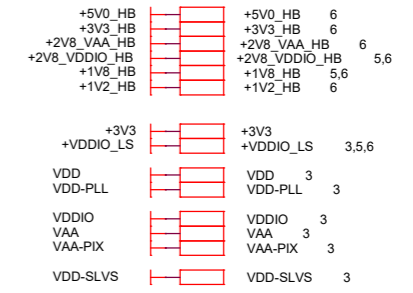 +5V0_HB +5V0_HB 6
+3V3_HB +3V3_HB 6
+2V8_VAA_HB +2V8_VAA_HB 6
+2V8_VDDIO_HB +2V8_VDDIO_HB 5,6
+1V8_HB +1V8_HB 5,6
+1V2_HB +1V2_HB 6
+3V3 +3V3
+VDDIO_LS +VDDIO_LS 3,5,6
VDD VDD 3
VDD-PLL VDD-PLL 3
VDDIO VDDIO 3
VAA VAA 3
VAA-PIX VAA-PIX 3
VDD-SLVS VDD-SLVS 3